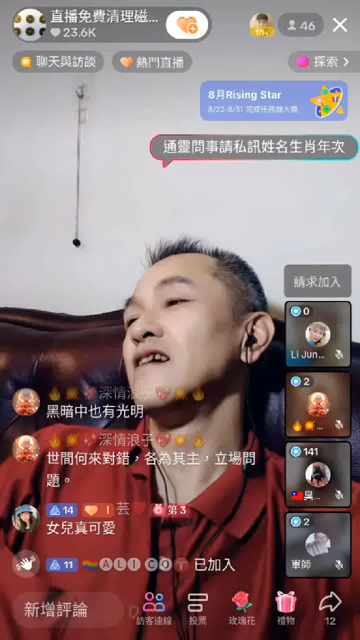 直播免費清理磁...
23.6K
16
46
聊天與訪談
熱門直播
探索
8月Rising Star
8/22-8/31 完成任務抽大獎
通靈問事請私訊姓名生肖年次
請求加入
0
Li Jun...
2
141
2
軍師
深情浪子
黑暗中也有光明
深情浪子
世間何來對錯，各為其主，立場問
題。
14 I 芸 第 3
女兒真可愛
11 ALI CO 已加入
新增評論
訪客連線
投票
玫瑰花
禮物
12